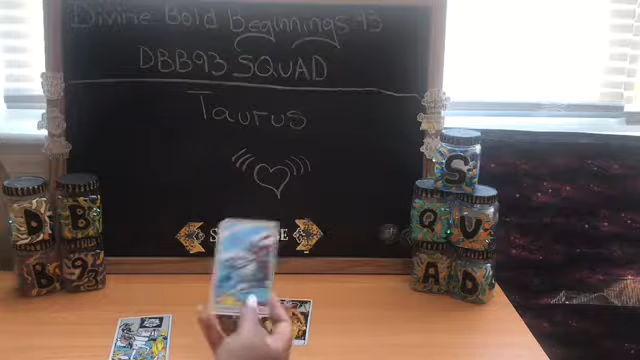 Divine Bold Beginnings 93
DBB93 SQUAD
Taurus
D B
B 93
S
Q U
A D